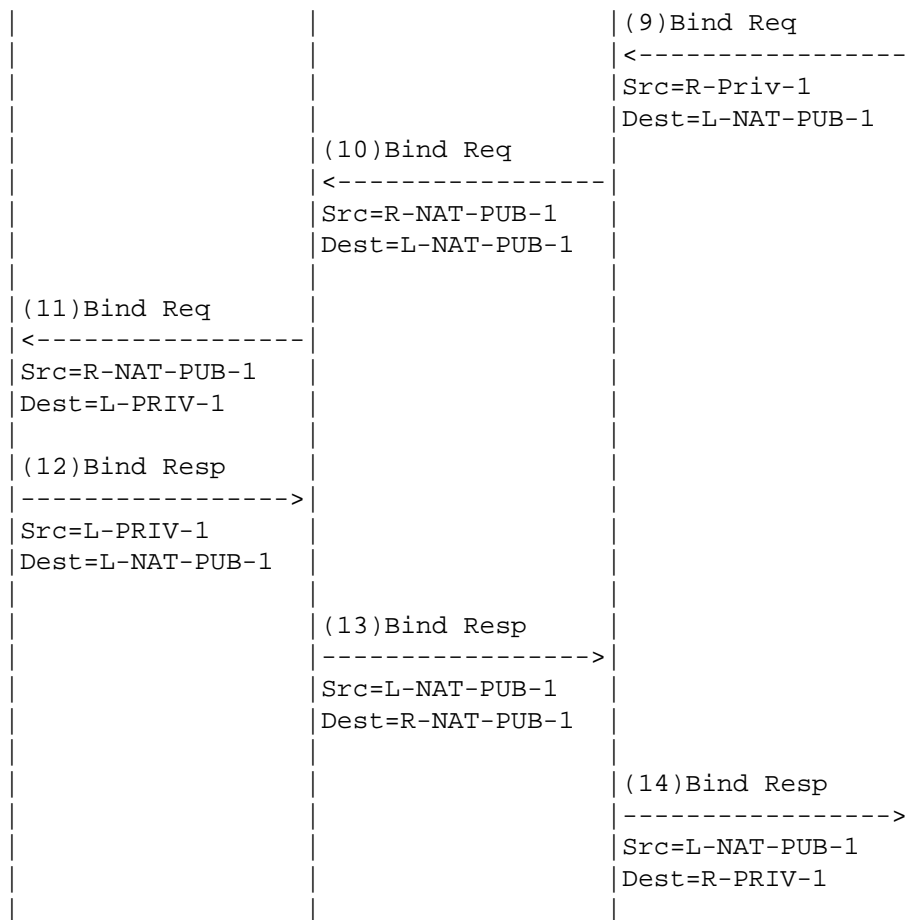 (9)Bind Req
<-----------------
Src=R-Priv-1
Dest=L-NAT-PUB-1
(10)Bind Req
<-----------------
Src=R-NAT-PUB-1
Dest=L-NAT-PUB-1
(11)Bind Req
<-----------------
Src=R-NAT-PUB-1
Dest=L-PRIV-1
(12)Bind Resp
----------------->
Src=L-PRIV-1
Dest=L-NAT-PUB-1
(13)Bind Resp
----------------->
Src=L-NAT-PUB-1
Dest=R-NAT-PUB-1
(14)Bind Resp
----------------->
Src=L-NAT-PUB-1
Dest=R-PRIV-1